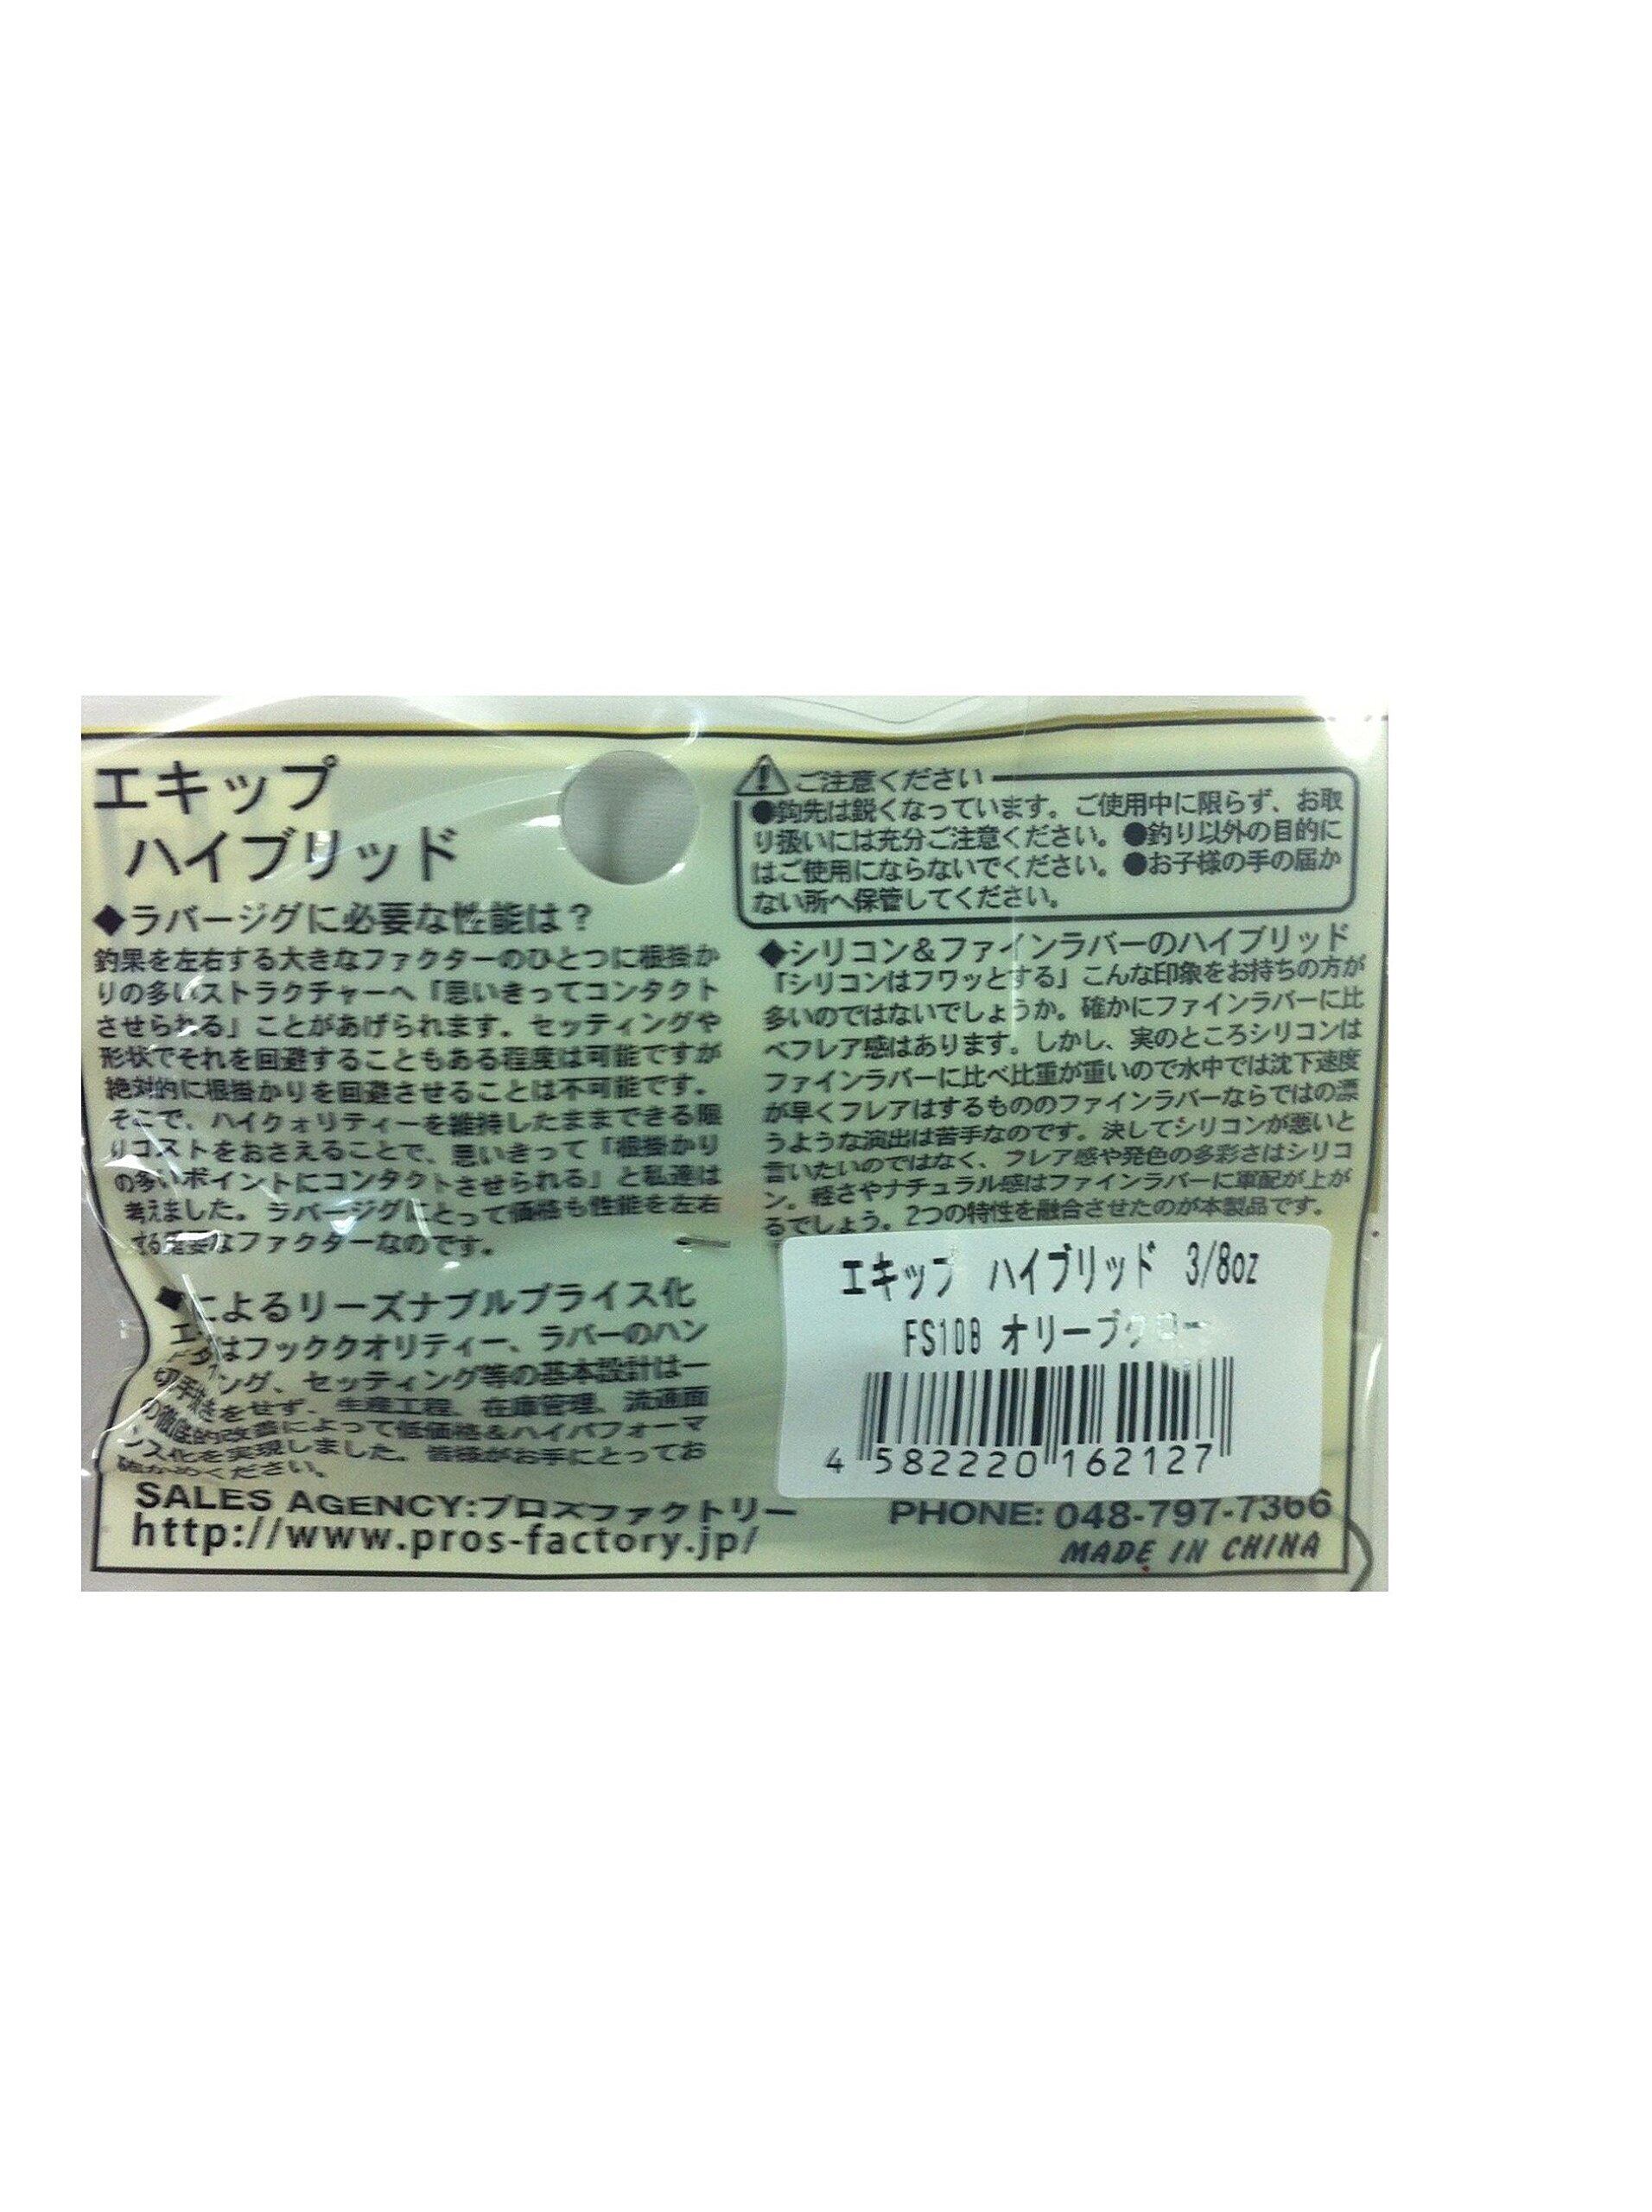 エキップ
ハイブリッド
◆ラバージグに必要な性能は？
釣果を左右する大きなファクターのひとつに根掛か
りの多いストラクチャーへ「思いきってコンタクト
させられる」ことがあげられます。セッティングや
形状でそれを回避することもある程度は可能ですが
絶対的に根掛かりを回避させることは不可能です。
そこで、ハイクォリティーを維持したままできる限
りコストをおさえることで、思いきって「根掛かり
の多いポイントにコンタクトさせられる」と私達は
考えました。ラバージグにとって価格も性能を左右
する重要なファクターなのです。
◆によるリーズナブルプライス化
はフッククオリティー、ラバーのハン
ング、セッティング等の基本設計は一
切手抜きをせず、生産工程、在庫管理、流通面
の徹底的改善によって低価格＆ハイパフォーマ
ンス化を実現しました。皆様がお手にとってお
確かめください。
⚠ご注意ください
●鈎先は鋭くなっています。ご使用中に限らず、お取
り扱いには充分ご注意ください。●釣り以外の目的に
はご使用にならないでください。●お子様の手の届か
ない所へ保管してください。
◆シリコン＆ファインラバーのハイブリッド
「シリコンはフワッとする」こんな印象をお持ちの方が
多いのではないでしょうか。確かにファインラバーに比
べフレア感はあります。しかし、実のところシリコンは
ファインラバーに比べ比重が重いので水中では沈下速度
が早くフレアはするもののファインラバーならではの漂
うような演出は苦手なのです。決してシリコンが悪いと
言いたいのではなく、フレア感や発色の多彩さはシリコ
ン。軽さやナチュラル感はファインラバーに軍配が上が
るでしょう。2つの特性を融合させたのが本製品です。
エキップ ハイブリッド 3/8oz
FS108 オリーブクロー
4 582220 162127
SALES AGENCY:プロズファクトリー
PHONE: 048-797-7366
http://www.pros-factory.jp/
MADE IN CHINA